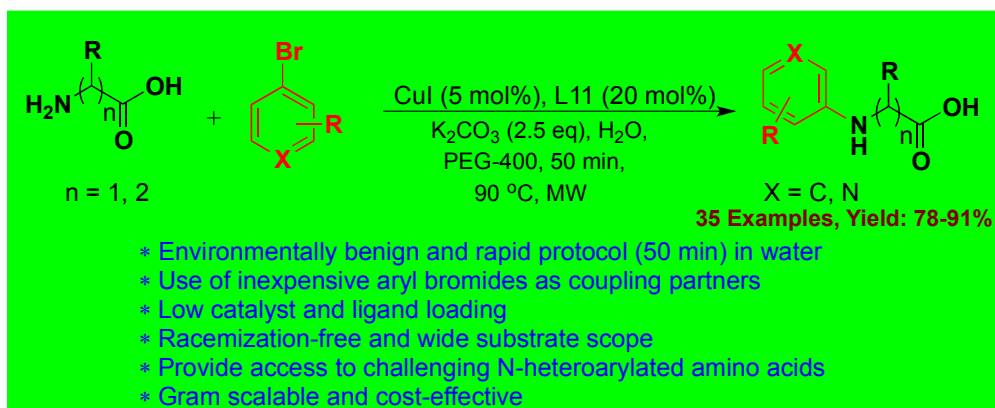 R
H₂N
n
OH
O
n = 1, 2
+
Br
R
X
CuI (5 mol%), L11 (20 mol%)
K₂CO₃ (2.5 eq), H₂O,
PEG-400, 50 min,
90 ºC, MW
X
R
N
H
R
n
OH
O
X = C, N
35 Examples, Yield: 78-91%
* Environmentally benign and rapid protocol (50 min) in water
* Use of inexpensive aryl bromides as coupling partners
* Low catalyst and ligand loading
* Racemization-free and wide substrate scope
* Provide access to challenging N-heteroarylated amino acids
* Gram scalable and cost-effective